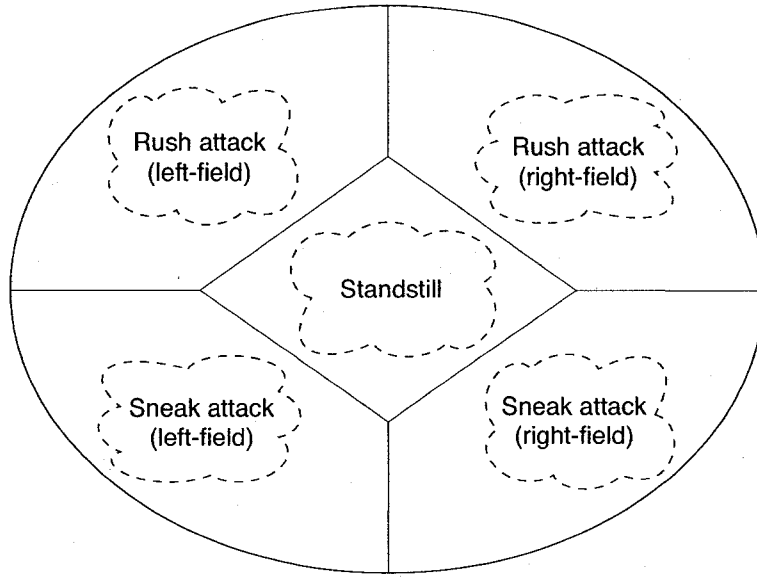 Rush attack
(left-field)
Rush attack
(right-field)
Standstill
Sneak attack
(left-field)
Sneak attack
(right-field)